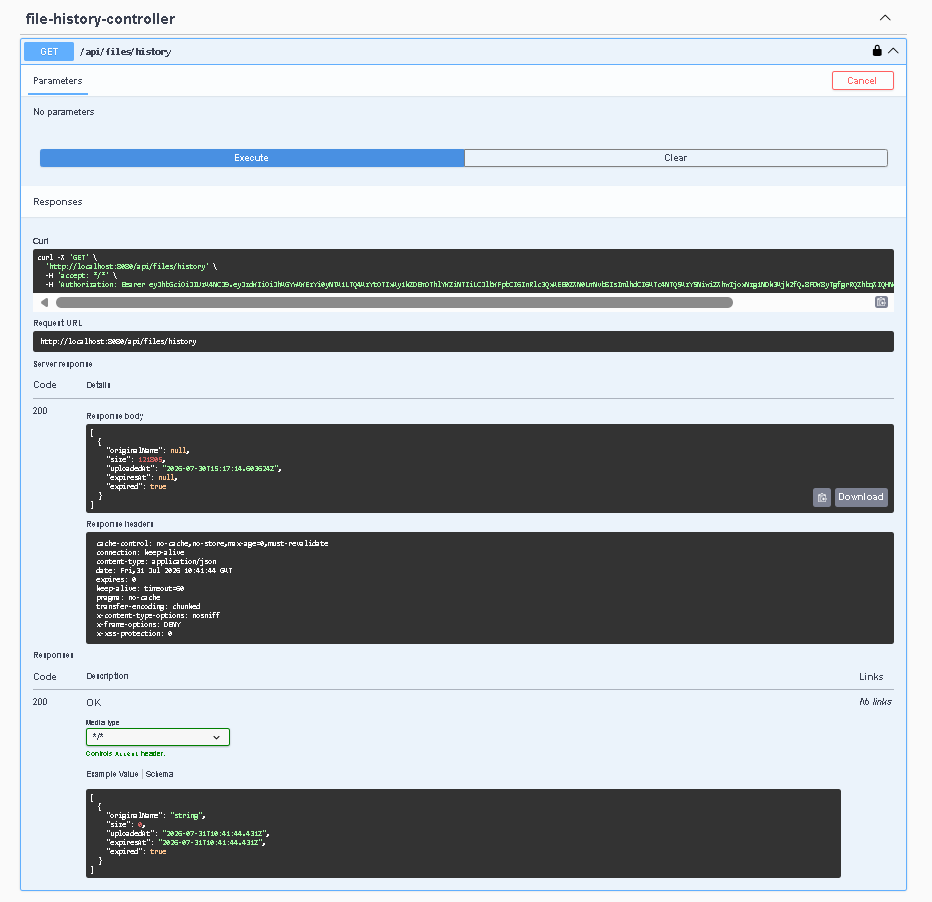 file-history-controller
GET /api/files/history
Parameters
Cancel
No parameters
Execute
Clear
Responses
Curl
curl -X 'GET' \
'http://localhost:8080/api/files/history' \
-H 'accept: */*' \
-H 'Authorization: Bearer
Request URL
http://localhost:8080/api/files/history
Server response
Code Details
200
Response body
[
{
"originalName": null,
"size": 121805,
"uploadedAt": "2026-07-30T15:17:14.603624Z",
"expiresAt": null,
"expired": true
}
]
Download
Response headers
cache-control: no-cache,no-store,max-age=0,must-revalidate
connection: keep-alive
content-type: application/json
date: Fri,31 Jul 2026 10:41:44 GMT
expires: 0
keep-alive: timeout=60
pragma: no-cache
transfer-encoding: chunked
x-content-type-options: nosniff
x-frame-options: DENY
x-xss-protection: 0
Responses
Code Description Links
200 OK No links
Media type
*/*
Controls Accept header.
Example Value Schema
[
{
"originalName": "string",
"size": 0,
"uploadedAt": "2026-07-31T10:41:44.431Z",
"expiresAt": "2026-07-31T10:41:44.431Z",
"expired": true
}
]